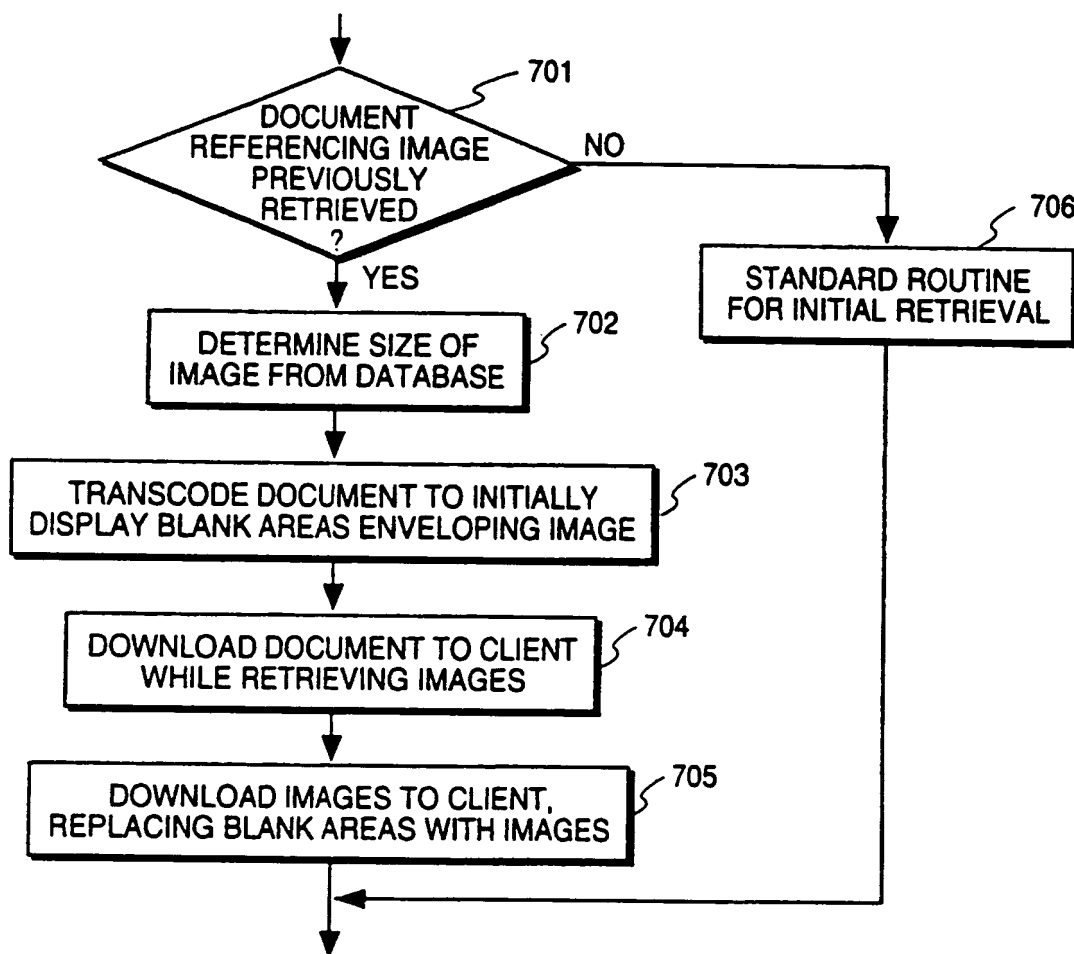 701
DOCUMENT
REFERENCING IMAGE
PREVIOUSLY
RETRIEVED
?
NO
YES
706
STANDARD ROUTINE
FOR INITIAL RETRIEVAL
702
DETERMINE SIZE OF
IMAGE FROM DATABASE
703
TRANSCODE DOCUMENT TO INITIALLY
DISPLAY BLANK AREAS ENVELOPING IMAGE
704
DOWNLOAD DOCUMENT TO CLIENT
WHILE RETRIEVING IMAGES
705
DOWNLOAD IMAGES TO CLIENT,
REPLACING BLANK AREAS WITH IMAGES